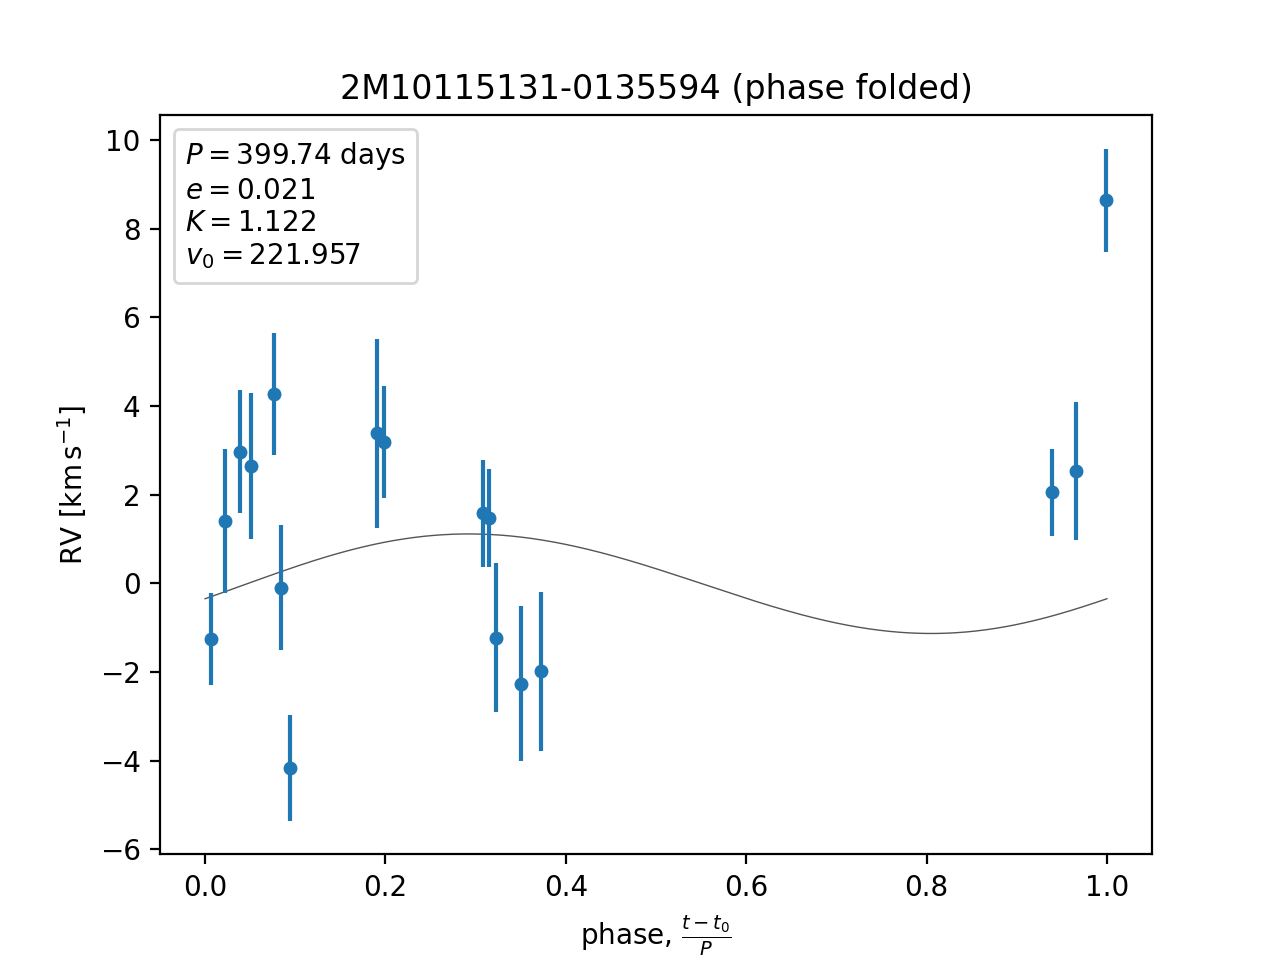 2M10115131-0135594 (phase folded)
P = 399.74 days
e = 0.021
K = 1.122
v₀ = 221.957
RV [km s⁻¹]
10
8
6
4
2
0
−2
−4
−6
0.0 0.2 0.4 0.6 0.8 1.0
phase, (t − t₀)/P